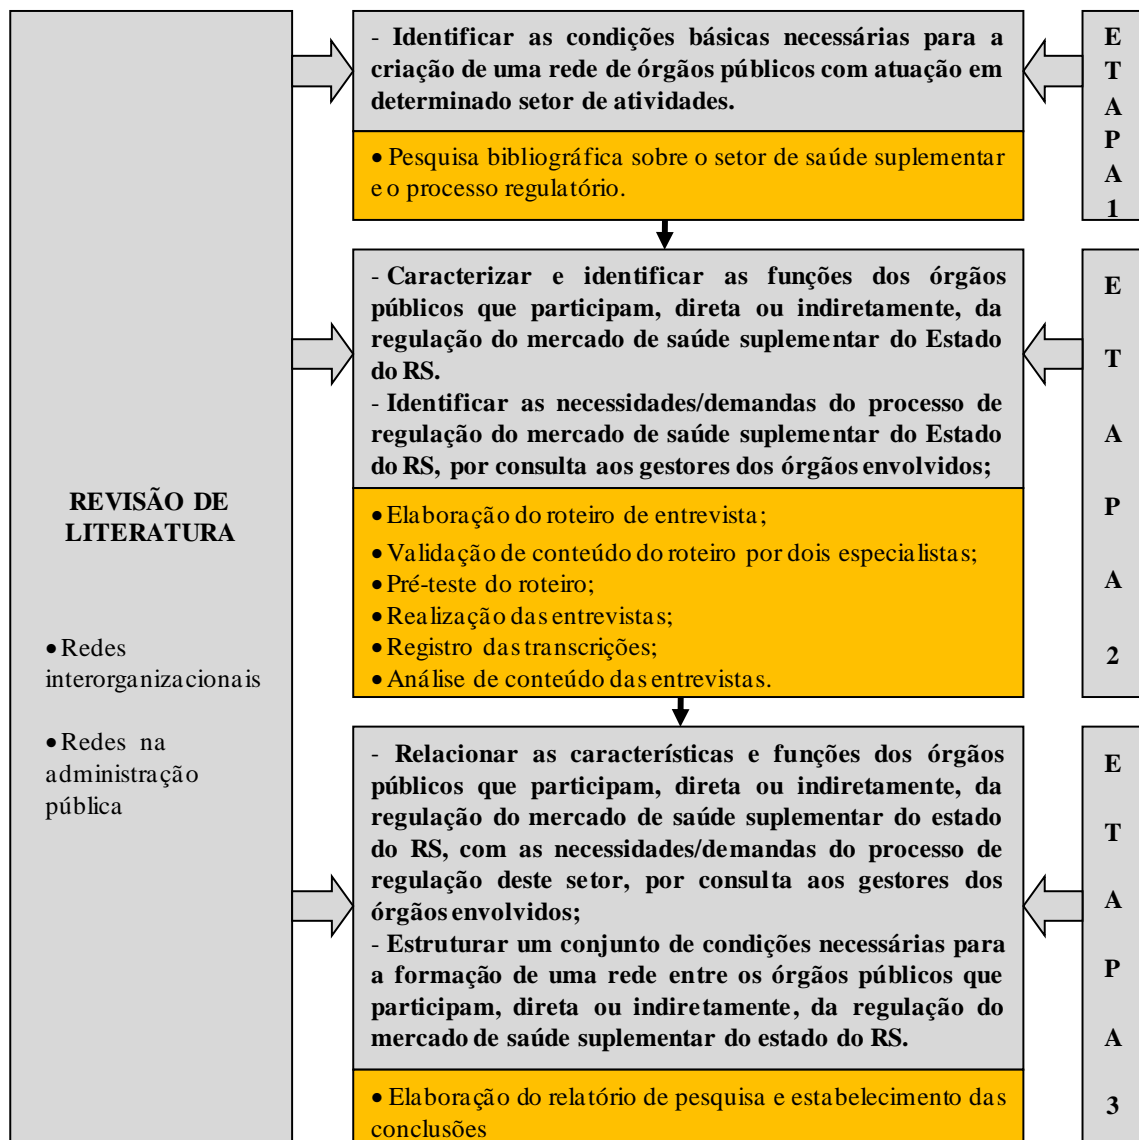 REVISÃO DE
LITERATURA
• Redes
interorganizacionais
• Redes na
administração
pública
- Identificar as condições básicas necessárias para a
criação de uma rede de órgãos públicos com atuação em
determinado setor de atividades.
• Pesquisa bibliográfica sobre o setor de saúde suplementar
e o processo regulatório.
E
T
A
P
A
1
- Caracterizar e identificar as funções dos órgãos
públicos que participam, direta ou indiretamente, da
regulação do mercado de saúde suplementar do Estado
do RS.
- Identificar as necessidades/demandas do processo de
regulação do mercado de saúde suplementar do Estado
do RS, por consulta aos gestores dos órgãos envolvidos;
• Elaboração do roteiro de entrevista;
• Validação de conteúdo do roteiro por dois especialistas;
• Pré-teste do roteiro;
• Realização das entrevistas;
• Registro das transcrições;
• Análise de conteúdo das entrevistas.
E
T
A
P
A
2
- Relacionar as características e funções dos órgãos
públicos que participam, direta ou indiretamente, da
regulação do mercado de saúde suplementar do estado
do RS, com as necessidades/demandas do processo de
regulação deste setor, por consulta aos gestores dos
órgãos envolvidos;
- Estruturar um conjunto de condições necessárias para
a formação de uma rede entre os órgãos públicos que
participam, direta ou indiretamente, da regulação do
mercado de saúde suplementar do estado do RS.
• Elaboração do relatório de pesquisa e estabelecimento das
conclusões
E
T
A
P
A
3